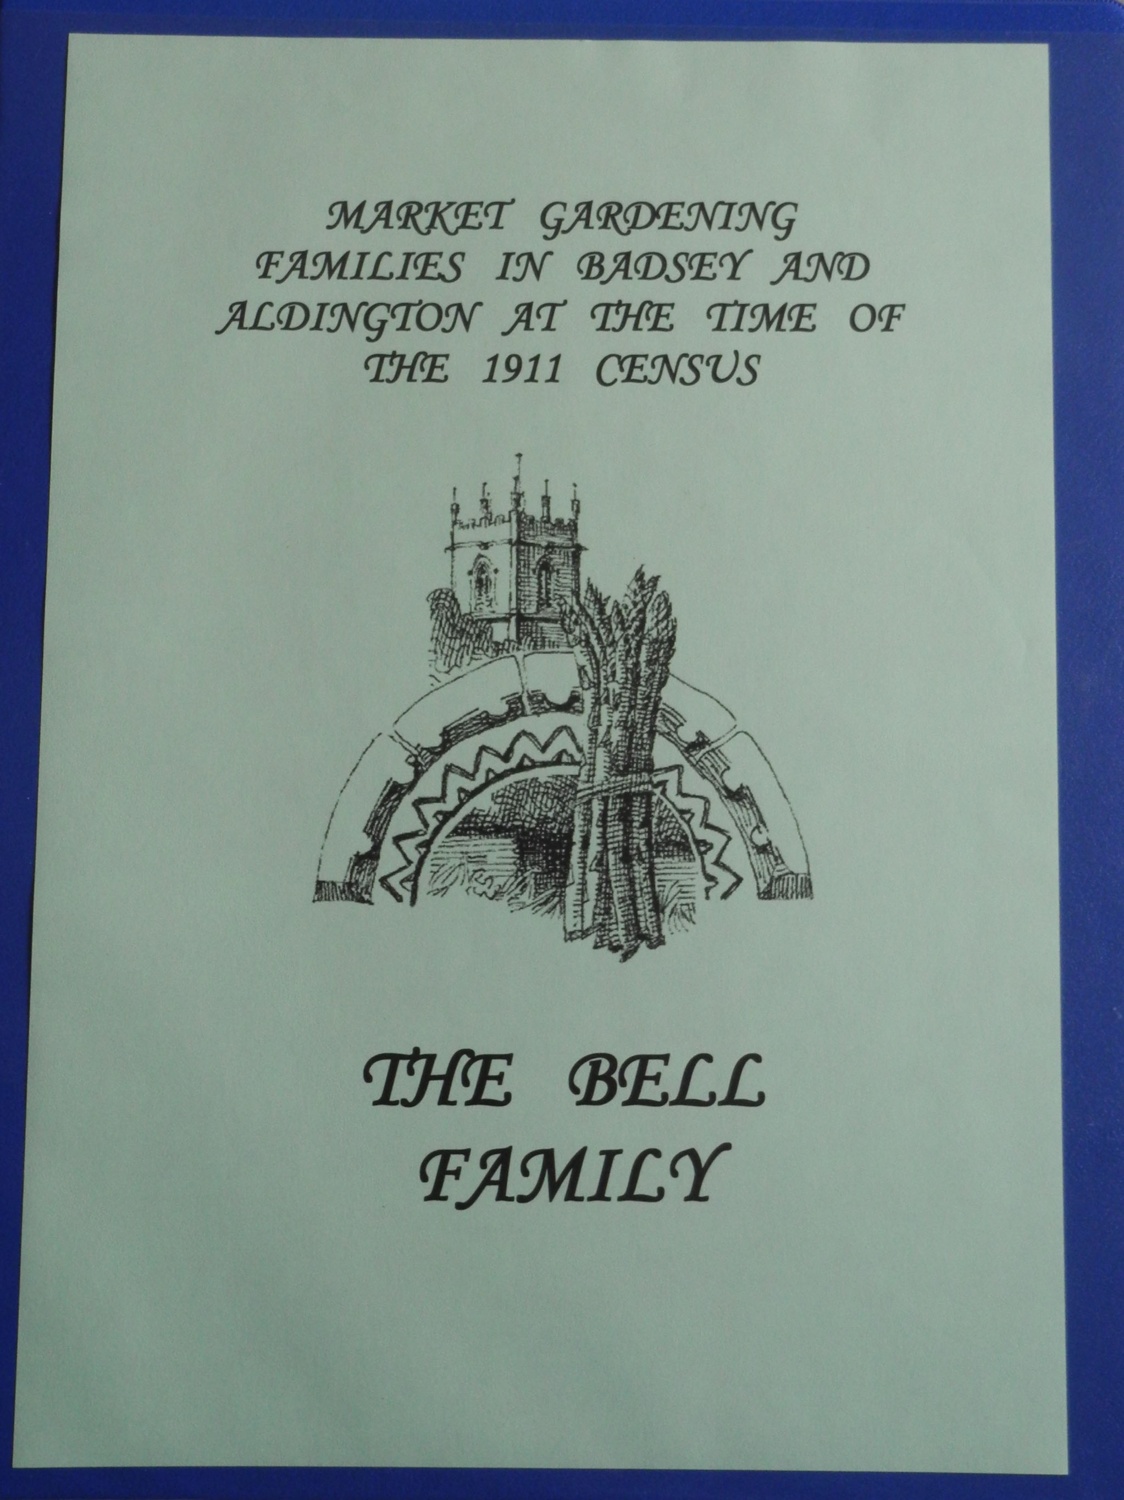 MARKET GARDENING
FAMILIES IN BADSEY AND
ALDINGTON AT THE TIME OF
THE 1911 CENSUS
THE BELL
FAMILY